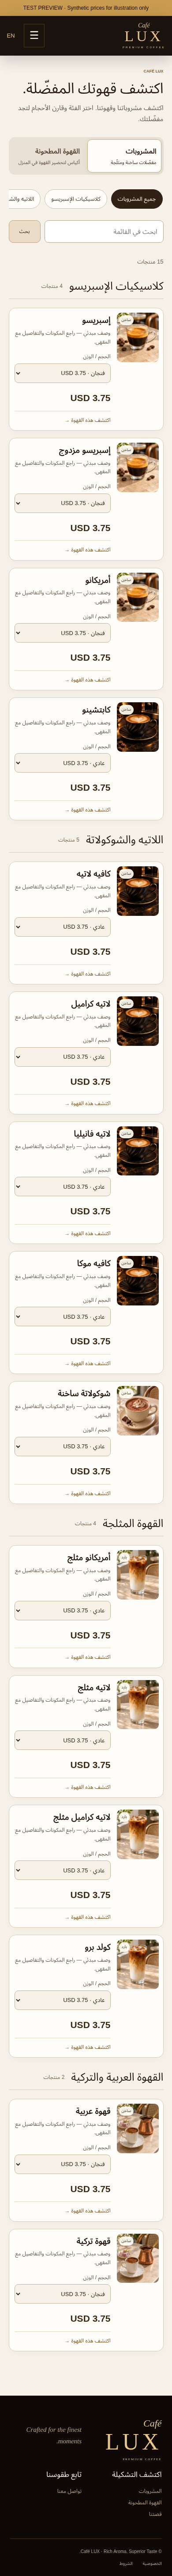 TEST PREVIEW · Synthetic prices for illustration only
Café
LUX
PREMIUM COFFEE
☰
EN
CAFÉ LUX
اكتشف قهوتك المفضّلة.
اكتشف مشروباتنا وقهوتنا. اختر الفئة وقارن الأحجام لتجد
مفضّلتك.
المشروبات
القهوة المطحونة
جميع المشروبات
كلاسيكيات الإسبريسو
ابحث في القائمة
بحث
15 منتجات
كلاسيكيات الإسبريسو
4 منتجات
إسبريسو
وصف مبدئي — راجع المكونات والتفاصيل مع
المقهى.
الحجم / الوزن
فنجان · USD 3.75
USD 3.75
اكتشف هذه القهوة ←
إسبريسو مزدوج
وصف مبدئي — راجع المكونات والتفاصيل مع
المقهى.
الحجم / الوزن
فنجان · USD 3.75
USD 3.75
اكتشف هذه القهوة ←
أمريكانو
وصف مبدئي — راجع المكونات والتفاصيل مع
المقهى.
الحجم / الوزن
فنجان · USD 3.75
USD 3.75
اكتشف هذه القهوة ←
كابتشينو
وصف مبدئي — راجع المكونات والتفاصيل مع
المقهى.
الحجم / الوزن
عادي · USD 3.75
USD 3.75
اكتشف هذه القهوة ←
اللاتيه والشوكولاتة
5 منتجات
كافيه لاتيه
وصف مبدئي — راجع المكونات والتفاصيل مع
المقهى.
الحجم / الوزن
عادي · USD 3.75
USD 3.75
اكتشف هذه القهوة ←
لاتيه كراميل
وصف مبدئي — راجع المكونات والتفاصيل مع
المقهى.
الحجم / الوزن
عادي · USD 3.75
USD 3.75
اكتشف هذه القهوة ←
لاتيه فانيليا
وصف مبدئي — راجع المكونات والتفاصيل مع
المقهى.
الحجم / الوزن
عادي · USD 3.75
USD 3.75
اكتشف هذه القهوة ←
كافيه موكا
وصف مبدئي — راجع المكونات والتفاصيل مع
المقهى.
الحجم / الوزن
عادي · USD 3.75
USD 3.75
اكتشف هذه القهوة ←
شوكولاتة ساخنة
وصف مبدئي — راجع المكونات والتفاصيل مع
المقهى.
الحجم / الوزن
عادي · USD 3.75
USD 3.75
اكتشف هذه القهوة ←
القهوة المثلجة
4 منتجات
أمريكانو مثلج
وصف مبدئي — راجع المكونات والتفاصيل مع
المقهى.
الحجم / الوزن
عادي · USD 3.75
USD 3.75
اكتشف هذه القهوة ←
لاتيه مثلج
وصف مبدئي — راجع المكونات والتفاصيل مع
المقهى.
الحجم / الوزن
عادي · USD 3.75
USD 3.75
اكتشف هذه القهوة ←
لاتيه كراميل مثلج
وصف مبدئي — راجع المكونات والتفاصيل مع
المقهى.
الحجم / الوزن
عادي · USD 3.75
USD 3.75
اكتشف هذه القهوة ←
كولد برو
وصف مبدئي — راجع المكونات والتفاصيل مع
المقهى.
الحجم / الوزن
عادي · USD 3.75
USD 3.75
اكتشف هذه القهوة ←
القهوة العربية والتركية
2 منتجات
قهوة عربية
وصف مبدئي — راجع المكونات والتفاصيل مع
المقهى.
الحجم / الوزن
فنجان · USD 3.75
USD 3.75
اكتشف هذه القهوة ←
قهوة تركية
وصف مبدئي — راجع المكونات والتفاصيل مع
المقهى.
الحجم / الوزن
فنجان · USD 3.75
USD 3.75
اكتشف هذه القهوة ←
Café
LUX
PREMIUM COFFEE
Crafted for the finest
moments.
اكتشف التشكيلة
المشروبات
القهوة المطحونة
قصتنا
تابع طقوسنا
تواصل معنا
© Café LUX · Rich Aroma. Superior Taste.
الخصوصية
الشروط